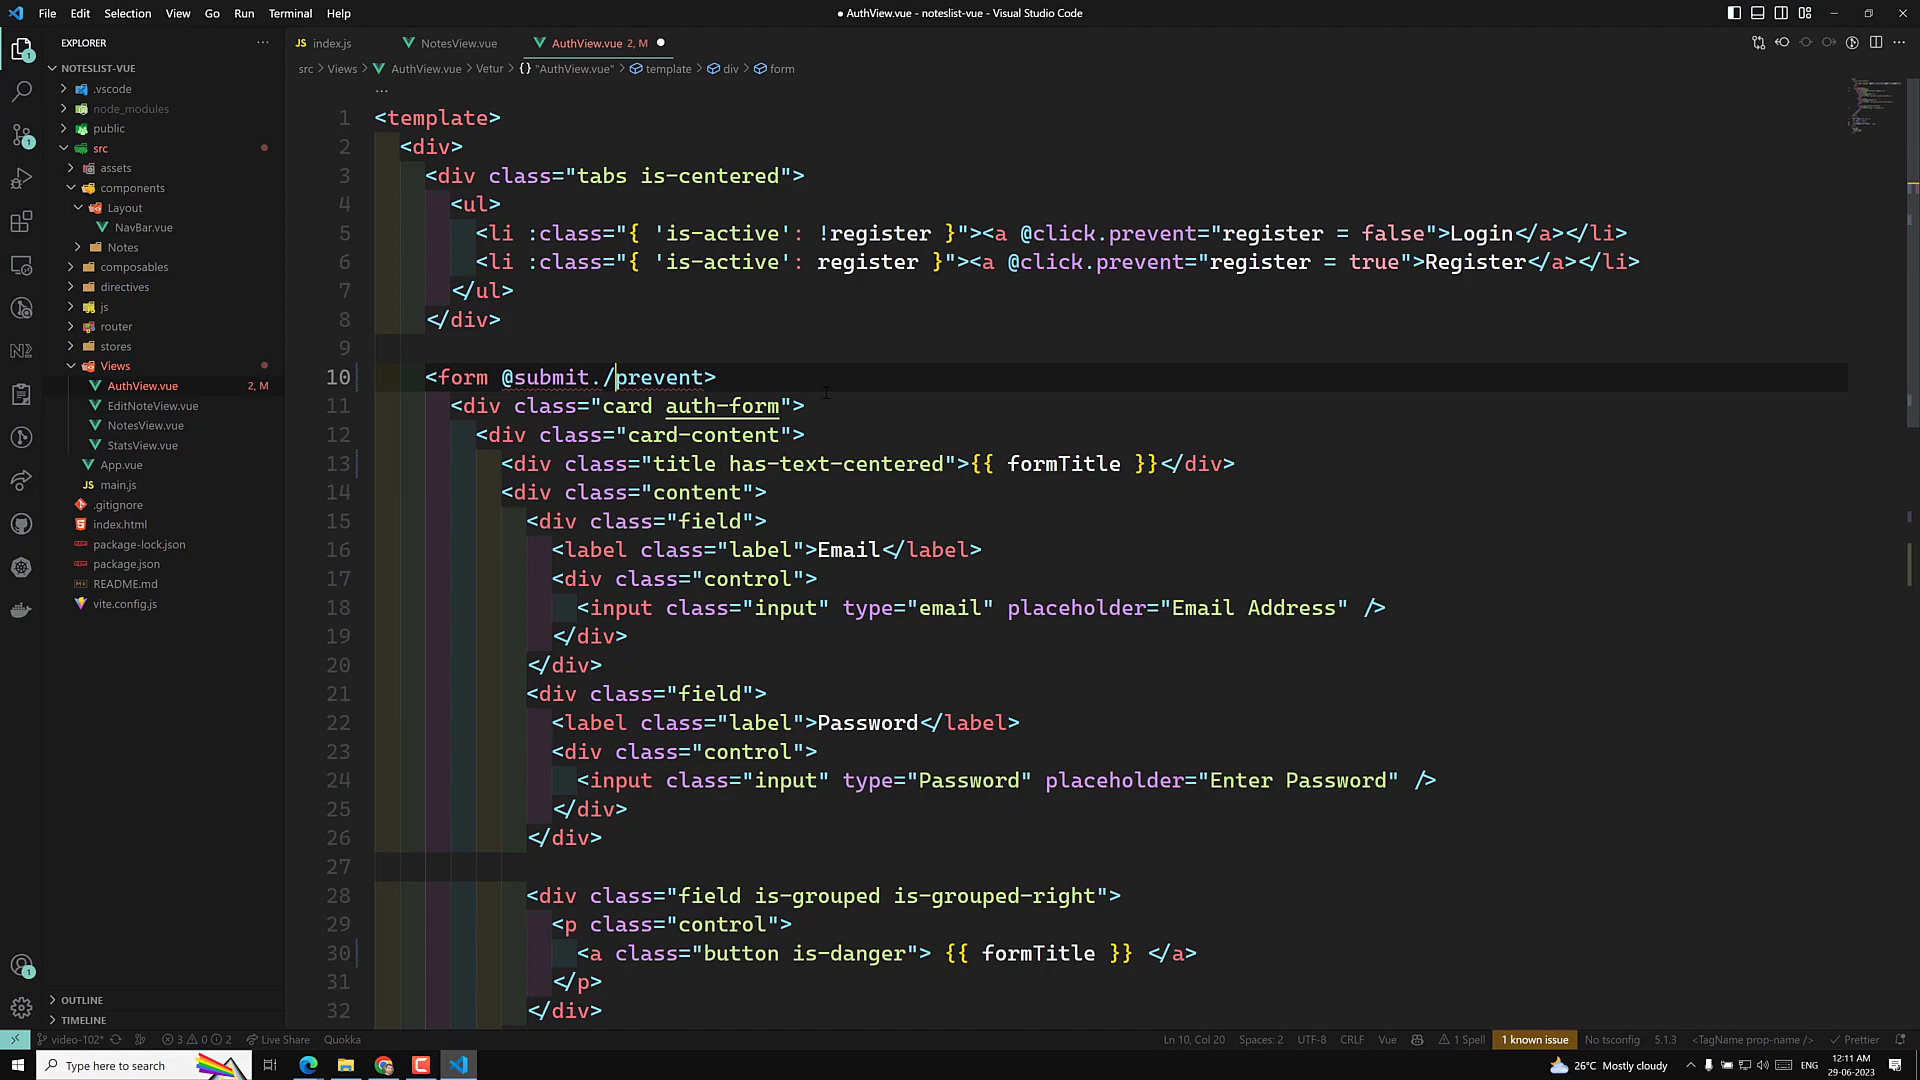 File Edit Selection View Go Run Terminal Help
● AuthView.vue - noteslist-vue - Visual Studio Code
EXPLORER
NOTESLIST-VUE
.vscode
node_modules
public
src
assets
components
Layout
NavBar.vue
Notes
composables
directives
js
router
stores
Views
AuthView.vue 2, M
EditNoteView.vue
NotesView.vue
StatsView.vue
App.vue
main.js
.gitignore
index.html
package-lock.json
package.json
README.md
vite.config.js
OUTLINE
TIMELINE
index.js NotesView.vue AuthView.vue 2, M
src > Views > AuthView.vue > Vetur > {} "AuthView.vue" > template > div > form
...
1 <template>
2 <div>
3 <div class="tabs is-centered">
4 <ul>
5 <li :class="{ 'is-active': !register }"><a @click.prevent="register = false">Login</a></li>
6 <li :class="{ 'is-active': register }"><a @click.prevent="register = true">Register</a></li>
7 </ul>
8 </div>
9
10 <form @submit./prevent>
11 <div class="card auth-form">
12 <div class="card-content">
13 <div class="title has-text-centered">{{ formTitle }}</div>
14 <div class="content">
15 <div class="field">
16 <label class="label">Email</label>
17 <div class="control">
18 <input class="input" type="email" placeholder="Email Address" />
19 </div>
20 </div>
21 <div class="field">
22 <label class="label">Password</label>
23 <div class="control">
24 <input class="input" type="Password" placeholder="Enter Password" />
25 </div>
26 </div>
27
28 <div class="field is-grouped is-grouped-right">
29 <p class="control">
30 <a class="button is-danger"> {{ formTitle }} </a>
31 </p>
32 </div>
video-102* 3 0 2 Live Share Quokka
Ln 10, Col 20 Spaces: 2 UTF-8 CRLF Vue 1 Spell 1 known issue No tsconfig 5.1.3 <TagName prop-name /> Prettier
Type here to search
26°C Mostly cloudy ENG 12:11 AM
29-06-2023